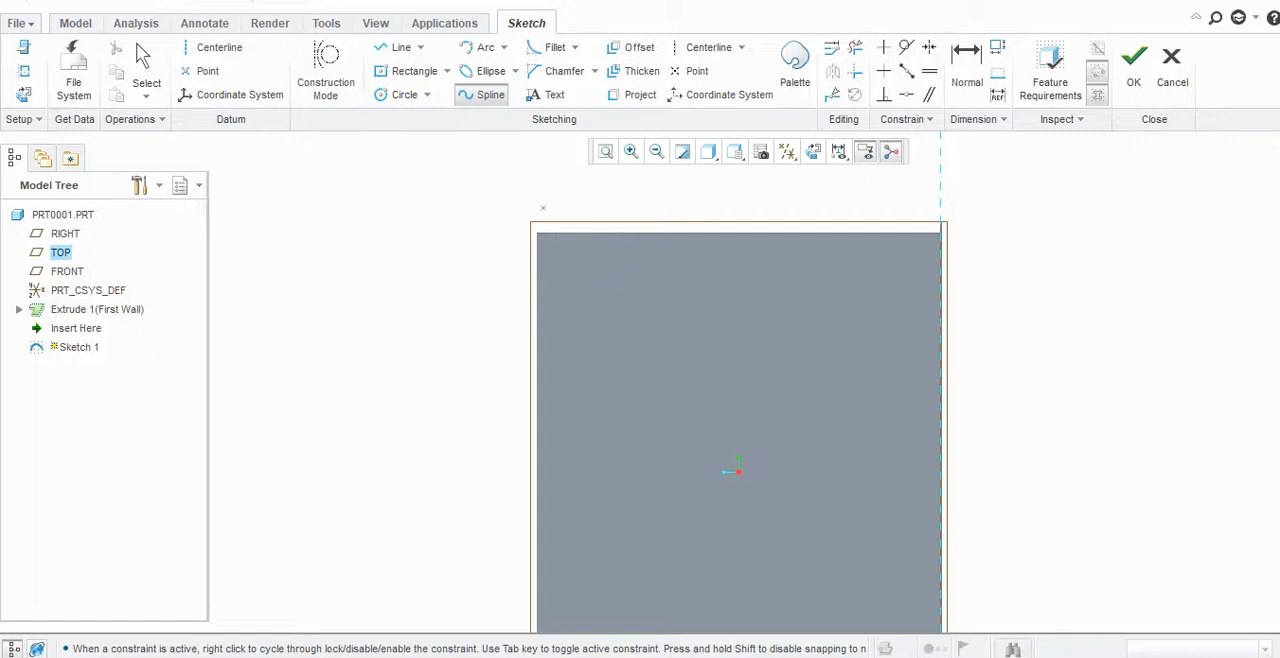 File Model Analysis Annotate Render Tools View Applications Sketch
Centerline Line Arc Fillet Offset Centerline
Point Rectangle Ellipse Chamfer Thicken Point
File System Select Coordinate System Construction Mode Circle Spline Text Project Coordinate System Palette Normal REF Feature Requirements OK Cancel
Setup Get Data Operations Datum Sketching Editing Constrain Dimension Inspect Close
Model Tree
PRT0001.PRT
RIGHT
TOP
FRONT
PRT_CSYS_DEF
Extrude 1(First Wall)
Insert Here
Sketch 1
• When a constraint is active, right click to cycle through lock/disable/enable the constraint. Use Tab key to toggle active constraint. Press and hold Shift to disable snapping to n